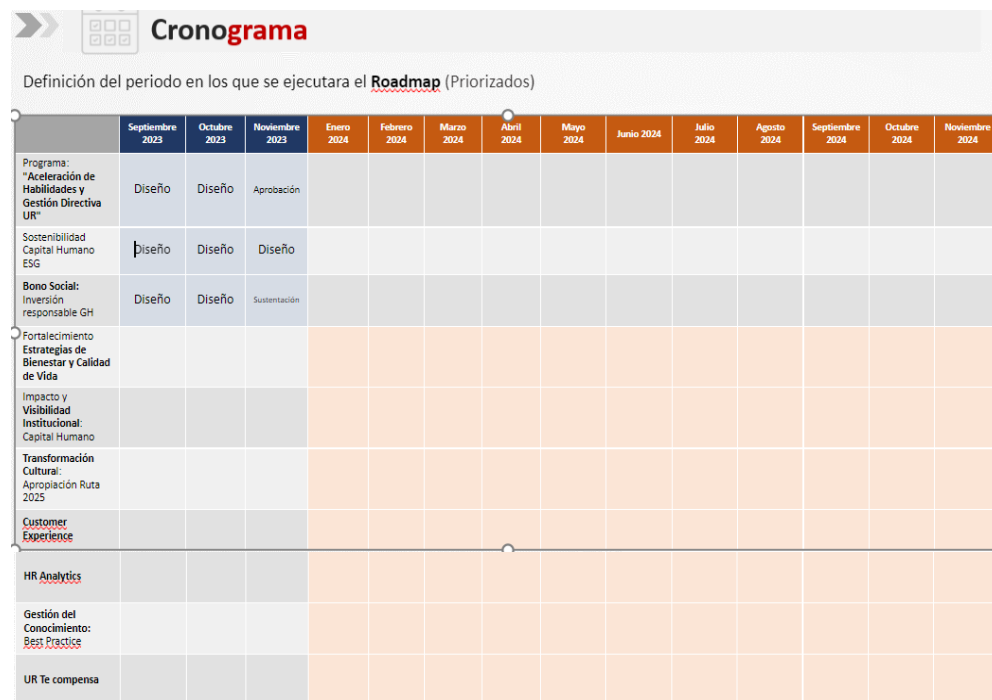 Cronograma
Definición del periodo en los que se ejecutara el Roadmap (Priorizados)
Septiembre 2023 Octubre 2023 Noviembre 2023 Enero 2024 Febrero 2024 Marzo 2024 Abril 2024 Mayo 2024 Junio 2024 Julio 2024 Agosto 2024 Septiembre 2024 Octubre 2024 Noviembre 2024
Programa:
"Aceleración de
Habilidades y
Gestión Directiva
UR"
Diseño Diseño Aprobación
Sostenibilidad
Capital Humano
ESG
Diseño Diseño Diseño
Bono Social:
Inversión
responsable GH
Diseño Diseño Sustentación
Fortalecimiento
Estrategias de
Bienestar y Calidad
de Vida
Impacto y
Visibilidad
Institucional:
Capital Humano
Transformación
Cultural:
Apropiación Ruta
2025
Customer
Experience
HR Analytics
Gestión del
Conocimiento:
Best Practice
UR Te compensa